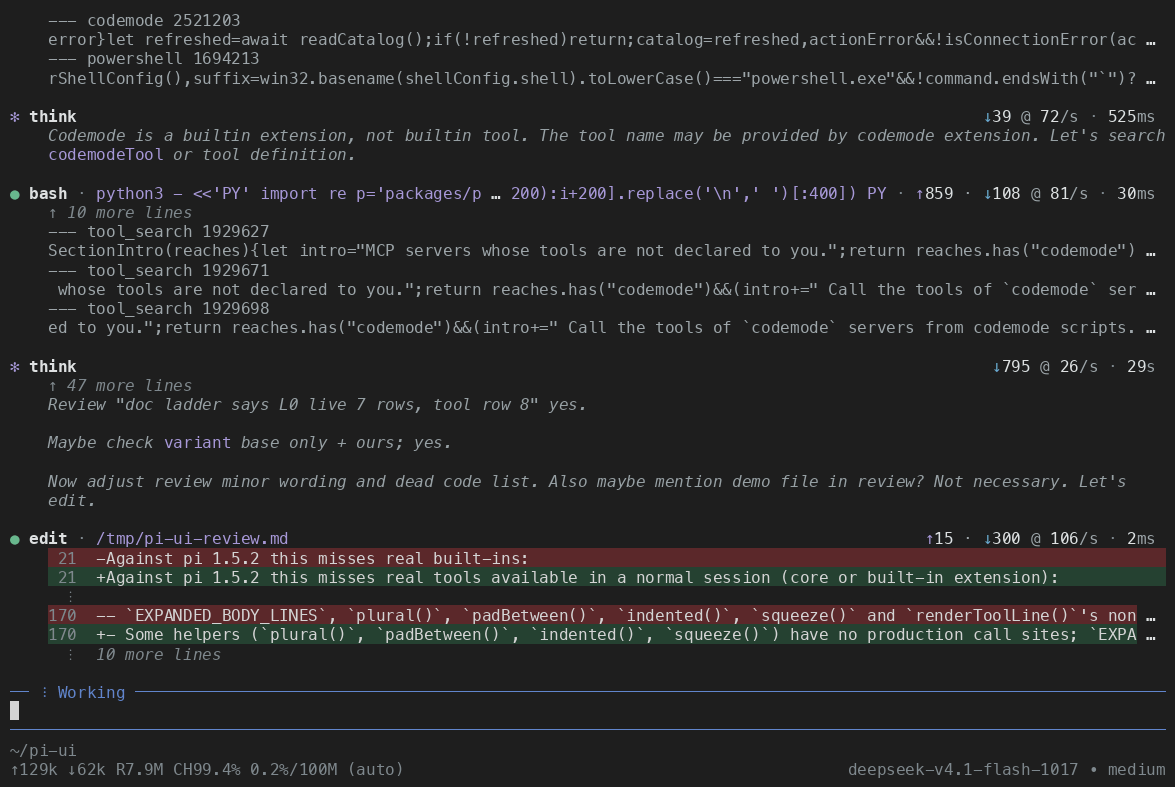 --- codemode 2521203
error}let refreshed=await readCatalog();if(!refreshed)return;catalog=refreshed,actionError&&!isConnectionError(ac …
--- powershell 1694213
rShellConfig(),suffix=win32.basename(shellConfig.shell).toLowerCase()==="powershell.exe"&&!command.endsWith("`")? …
✻ think ↓39 @ 72/s · 525ms
Codemode is a builtin extension, not builtin tool. The tool name may be provided by codemode extension. Let's search
codemodeTool or tool definition.
● bash · python3 - <<'PY' import re p='packages/p … 200):i+200].replace('\n',' ')[:400]) PY · ↑859 · ↓108 @ 81/s · 30ms
↑ 10 more lines
--- tool_search 1929627
SectionIntro(reaches){let intro="MCP servers whose tools are not declared to you.";return reaches.has("codemode") …
--- tool_search 1929671
whose tools are not declared to you.";return reaches.has("codemode")&&(intro+=" Call the tools of `codemode` ser …
--- tool_search 1929698
ed to you.";return reaches.has("codemode")&&(intro+=" Call the tools of `codemode` servers from codemode scripts. …
✻ think ↓795 @ 26/s · 29s
↑ 47 more lines
Review "doc ladder says L0 live 7 rows, tool row 8" yes.
Maybe check variant base only + ours; yes.
Now adjust review minor wording and dead code list. Also maybe mention demo file in review? Not necessary. Let's
edit.
● edit · /tmp/pi-ui-review.md ↑15 · ↓300 @ 106/s · 2ms
21 -Against pi 1.5.2 this misses real built-ins:
21 +Against pi 1.5.2 this misses real tools available in a normal session (core or built-in extension):
⋮
170 -- `EXPANDED_BODY_LINES`, `plural()`, `padBetween()`, `indented()`, `squeeze()` and `renderToolLine()`'s non …
170 +- Some helpers (`plural()`, `padBetween()`, `indented()`, `squeeze()`) have no production call sites; `EXPA …
⋮ 10 more lines
── ⁝ Working ──
~/pi-ui
↑129k ↓62k R7.9M CH99.4% 0.2%/100M (auto) deepseek-v4.1-flash-1017 • medium